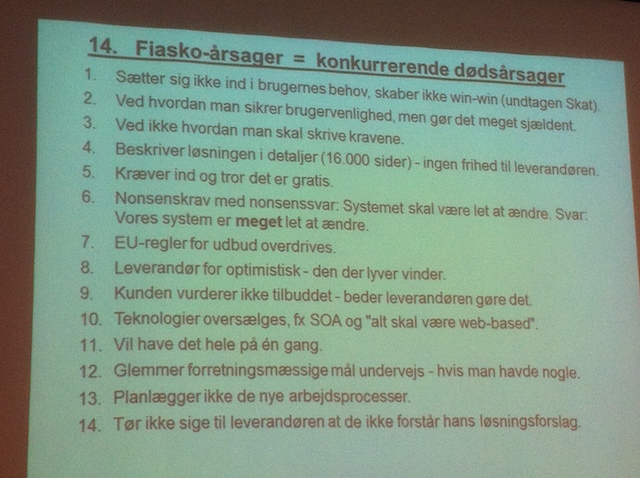 14. Fiasko-årsager = konkurrerende dødsårsager
1. Sætter sig ikke ind i brugernes behov, skaber ikke win-win (undtagen Skat).
2. Ved hvordan man sikrer brugervenlighed, men gør det meget sjældent.
3. Ved ikke hvordan man skal skrive kravene.
4. Beskriver løsningen i detaljer (16.000 sider) - ingen frihed til leverandøren.
5. Kræver ind og tror det er gratis.
6. Nonsenskrav med nonsenssvar: Systemet skal være let at ændre. Svar:
Vores system er meget let at ændre.
7. EU-regler for udbud overdrives.
8. Leverandør for optimistisk - den der lyver vinder.
9. Kunden vurderer ikke tilbuddet - beder leverandøren gøre det.
10. Teknologier oversælges, fx SOA og "alt skal være web-based".
11. Vil have det hele på én gang.
12. Glemmer forretningsmæssige mål undervejs - hvis man havde nogle.
13. Planlægger ikke de nye arbejdsprocesser.
14. Tør ikke sige til leverandøren at de ikke forstår hans løsningsforslag.